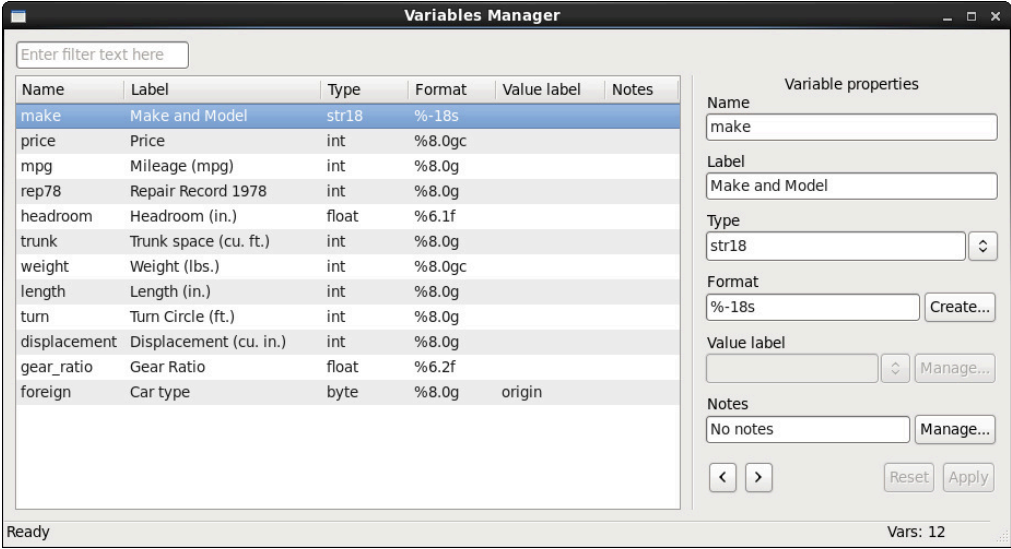 Variables Manager
Enter filter text here
Name Label Type Format Value label Notes
make Make and Model str18 %-18s
price Price int %8.0gc
mpg Mileage (mpg) int %8.0g
rep78 Repair Record 1978 int %8.0g
headroom Headroom (in.) float %6.1f
trunk Trunk space (cu. ft.) int %8.0g
weight Weight (lbs.) int %8.0gc
length Length (in.) int %8.0g
turn Turn Circle (ft.) int %8.0g
displacement Displacement (cu. in.) int %8.0g
gear_ratio Gear Ratio float %6.2f
foreign Car type byte %8.0g origin
Variable properties
Name
make
Label
Make and Model
Type
str18
Format
%-18s Create...
Value label
Manage...
Notes
No notes Manage...
< > Reset Apply
Ready Vars: 12